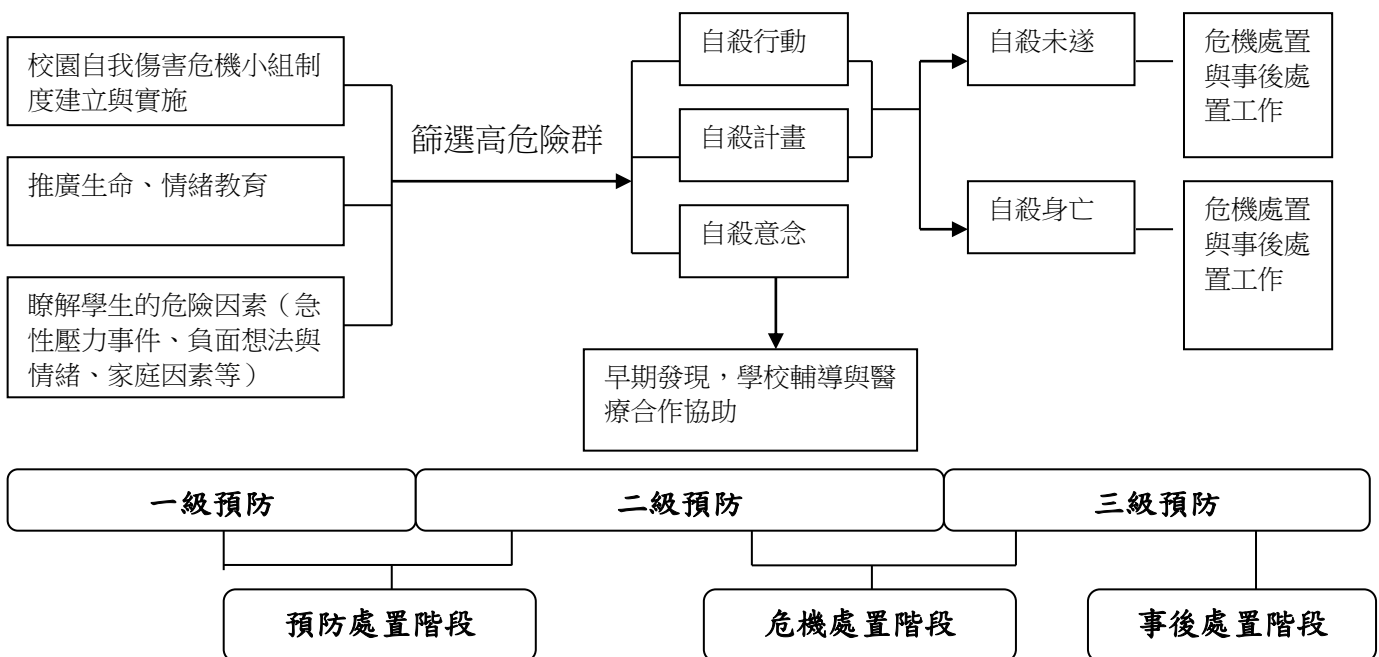 校園自我傷害危機小組制
度建立與實施
推廣生命、情緒教育
瞭解學生的危險因素（急
性壓力事件、負面想法與
情緒、家庭因素等）
篩選高危險群
自殺行動
自殺計畫
自殺意念
早期發現，學校輔導與醫
療合作協助
自殺未遂
自殺身亡
危機處置
與事後處
置工作
危機處置
與事後處
置工作
一級預防
二級預防
三級預防
預防處置階段
危機處置階段
事後處置階段